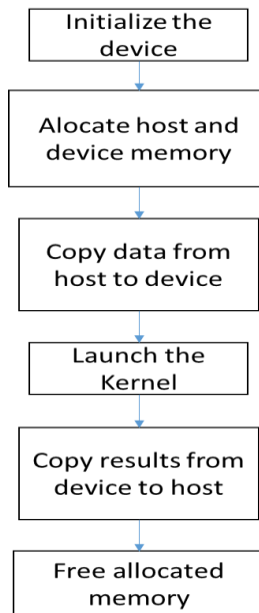 Initialize the
device
Alocate host and
device memory
Copy data from
host to device
Launch the
Kernel
Copy results from
device to host
Free allocated
memory